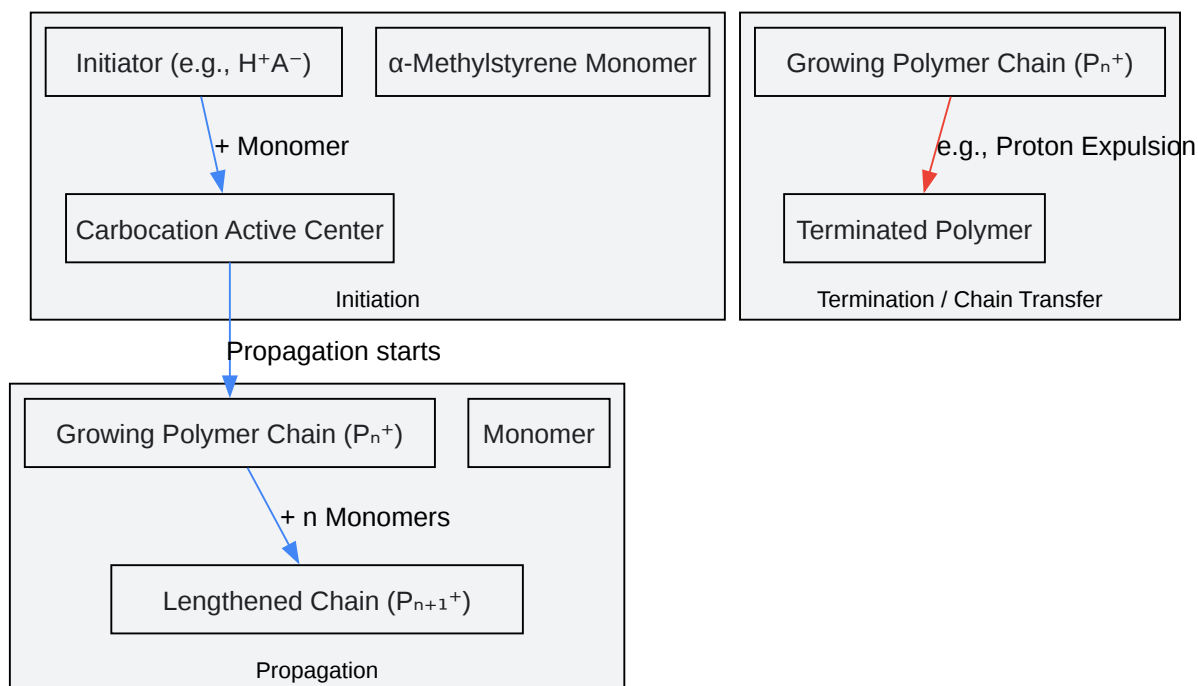 Initiator (e.g., H⁺A⁻)
α-Methylstyrene Monomer
+ Monomer
Carbocation Active Center
Initiation
Growing Polymer Chain (Pₙ⁺)
e.g., Proton Expulsion
Terminated Polymer
Termination / Chain Transfer
Propagation starts
Growing Polymer Chain (Pₙ⁺)
Monomer
+ n Monomers
Lengthened Chain (Pₙ₊₁⁺)
Propagation